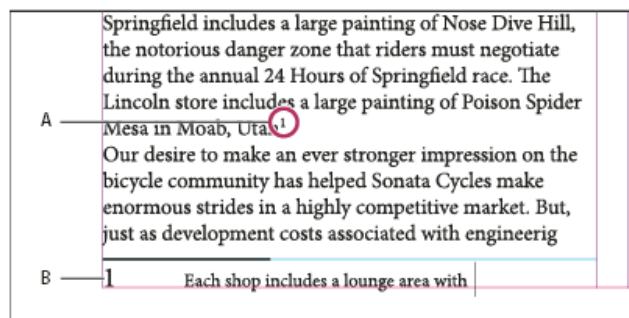 Springfield includes a large painting of Nose Dive Hill,
the notorious danger zone that riders must negotiate
during the annual 24 Hours of Springfield race. The
Lincoln store includes a large painting of Poison Spider
A
Mesa in Moab, Utah¹
Our desire to make an ever stronger impression on the
bicycle community has helped Sonata Cycles make
enormous strides in a highly competitive market. But,
just as development costs associated with engineerig
B
1 Each shop includes a lounge area with